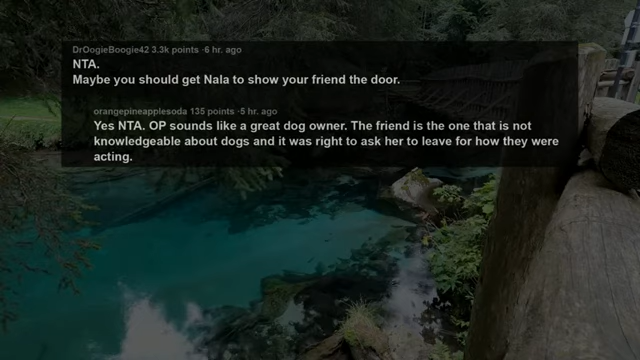 DrOogieBoogie42 3.3k points ·6 hr. ago
NTA.
Maybe you should get Nala to show your friend the door.
orangepineapplesoda 135 points ·5 hr. ago
Yes NTA. OP sounds like a great dog owner. The friend is the one that is not
knowledgeable about dogs and it was right to ask her to leave for how they were
acting.